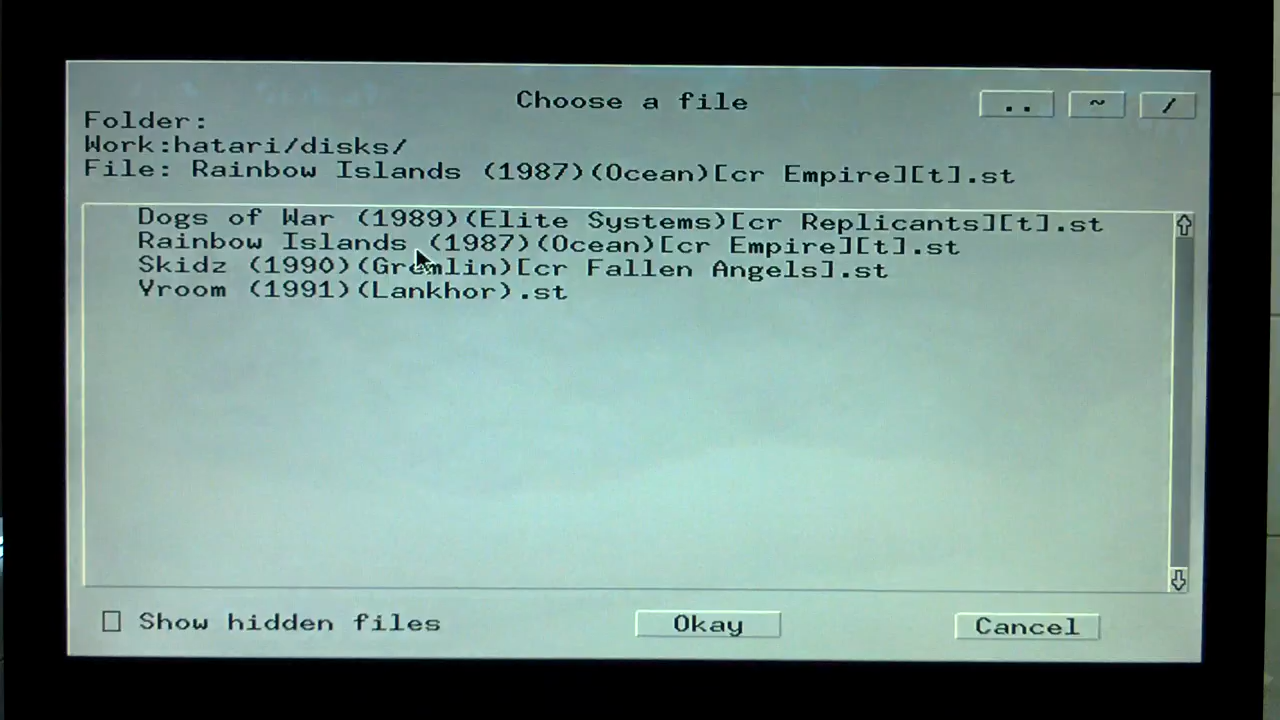 Choose a file
.. ~ /
Folder:
Work:hatari/disks/
File: Rainbow Islands (1987)(Ocean)[cr Empire][t].st
Dogs of War (1989)(Elite Systems)[cr Replicants][t].st
Rainbow Islands (1987)(Ocean)[cr Empire][t].st
Skidz (1990)(Gremlin)[cr Fallen Angels].st
Vroom (1991)(Lankhor).st
Show hidden files
Okay
Cancel